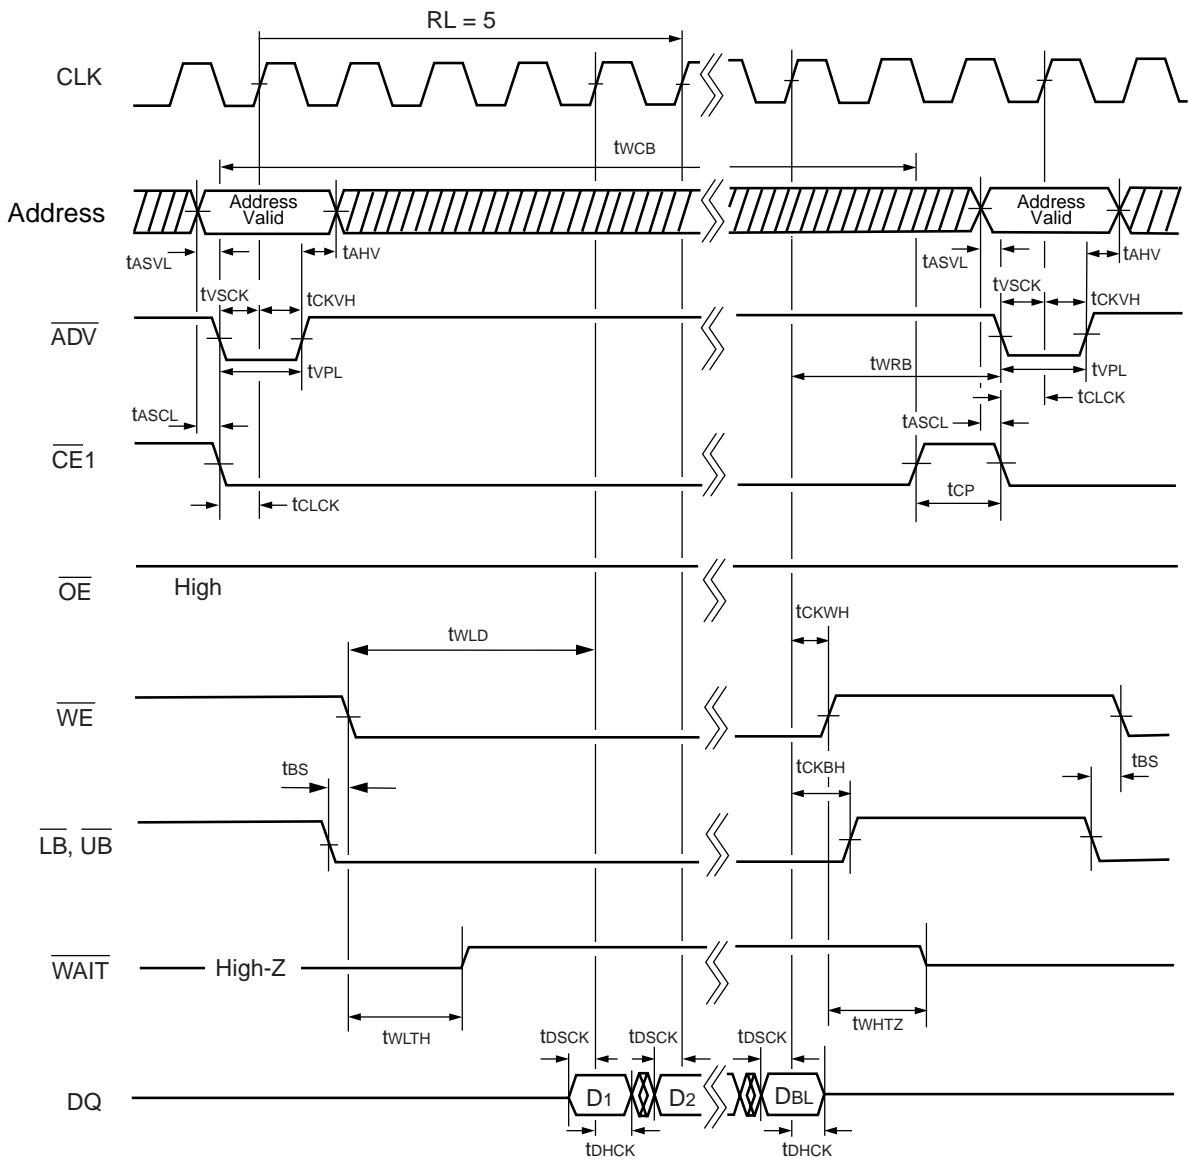 RL = 5
CLK
tWCB
Address
Address Valid
Address Valid
tASVL
tAHV
tASVL
tAHV
tVSCK
tCKVH
tVSCK
tCKVH
ADV
tVPL
tWRB
tVPL
tCLCK
tASCL
tASCL
CE1
tCLCK
tCP
OE
High
tCKWH
tWLD
WE
tBS
tCKBH
tBS
LB, UB
WAIT
High-Z
tWLTH
tWHTZ
tDSCK
tDSCK
tDSCK
DQ
D1
D2
DBL
tDHCK
tDHCK